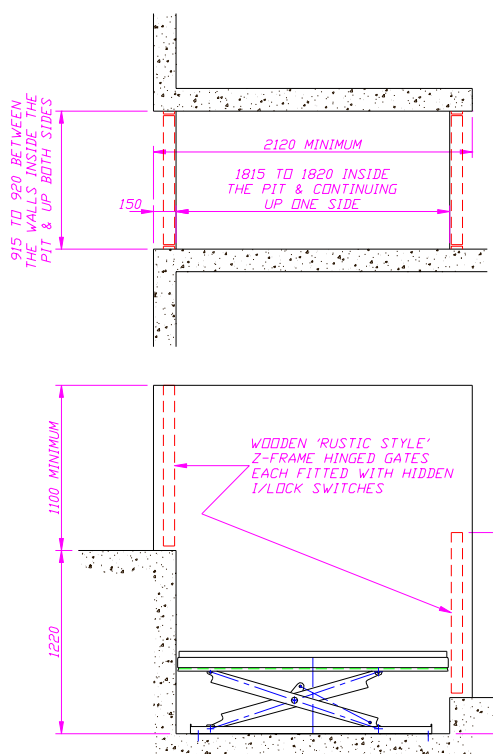 915 TO 920 BETWEEN
THE WALLS INSIDE THE
PIT & UP BOTH SIDES
2120 MINIMUM
1815 TO 1820 INSIDE
THE PIT & CONTINUING
UP ONE SIDE
150
1100 MINIMUM
WOODEN 'RUSTIC STYLE'
Z-FRAME HINGED GATES
EACH FITTED WITH HIDDEN
I/LOCK SWITCHES
1220